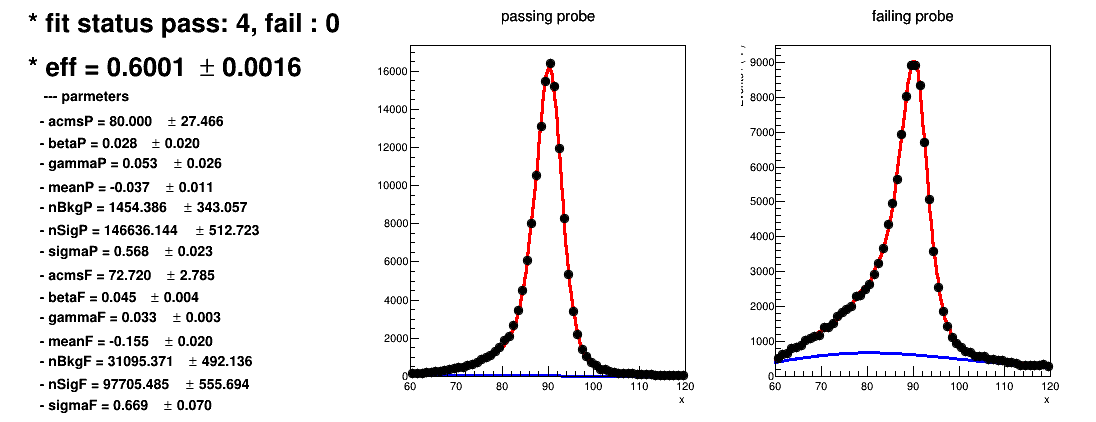 * fit status pass: 4, fail : 0
* eff = 0.6001 ± 0.0016
--- parmeters
- acmsP = 80.000 ± 27.466
- betaP = 0.028 ± 0.020
- gammaP = 0.053 ± 0.026
- meanP = -0.037 ± 0.011
- nBkgP = 1454.386 ± 343.057
- nSigP = 146636.144 ± 512.723
- sigmaP = 0.568 ± 0.023
- acmsF = 72.720 ± 2.785
- betaF = 0.045 ± 0.004
- gammaF = 0.033 ± 0.003
- meanF = -0.155 ± 0.020
- nBkgF = 31095.371 ± 492.136
- nSigF = 97705.485 ± 555.694
- sigmaF = 0.669 ± 0.070
passing probe
16000
14000
12000
10000
8000
6000
4000
2000
0
60 70 80 90 100 110 120
x
failing probe
9000
8000
7000
6000
5000
4000
3000
2000
1000
0
60 70 80 90 100 110 120
x